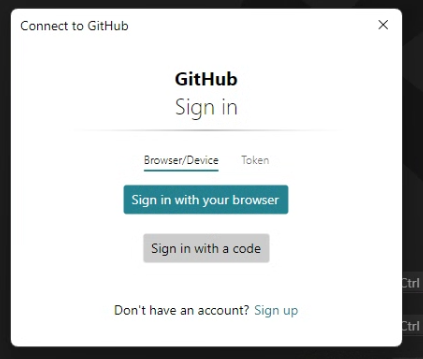 Connect to GitHub
GitHub
Sign in
Browser/Device Token
Sign in with your browser
Sign in with a code
Ctrl
Don't have an account? Sign up
Ctrl